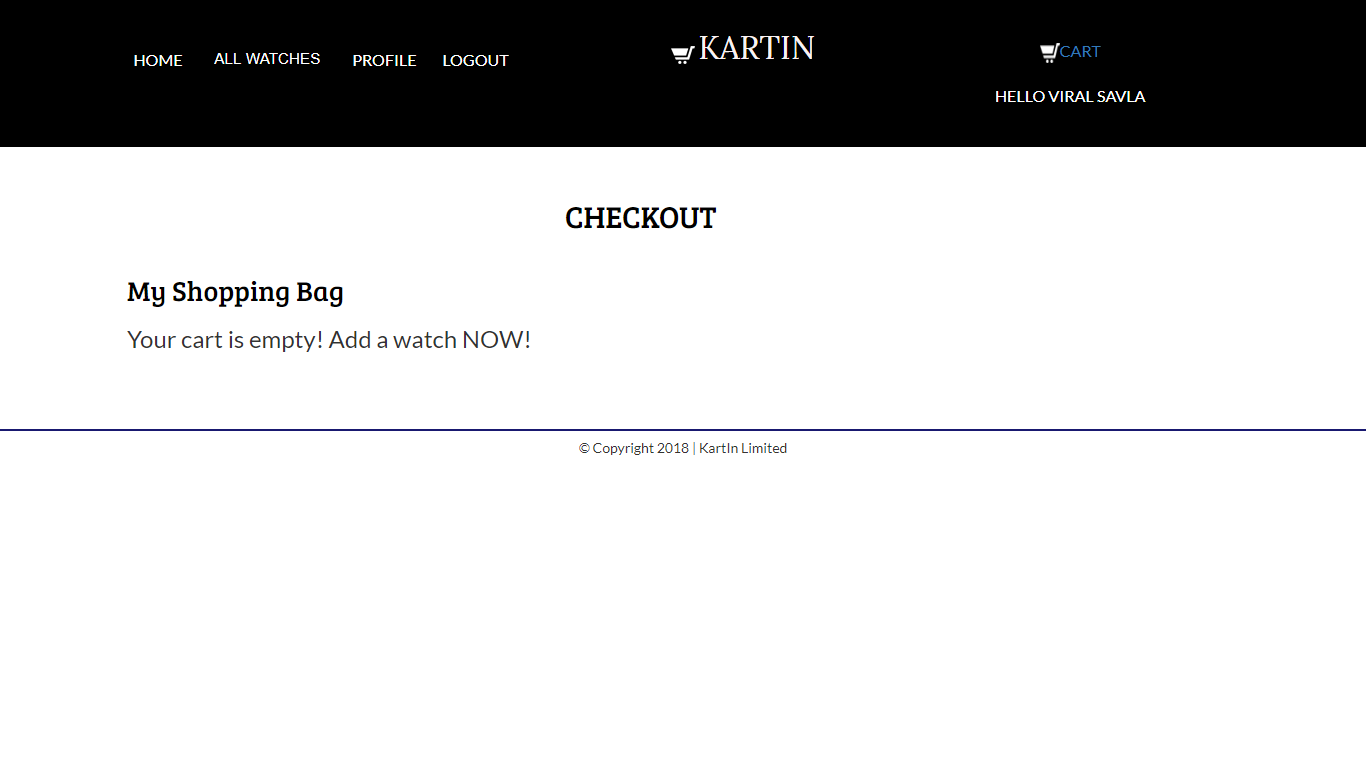 HOME ALL WATCHES PROFILE LOGOUT
KARTIN
CART
HELLO VIRAL SAVLA
CHECKOUT
My Shopping Bag
Your cart is empty! Add a watch NOW!
© Copyright 2018 | KartIn Limited